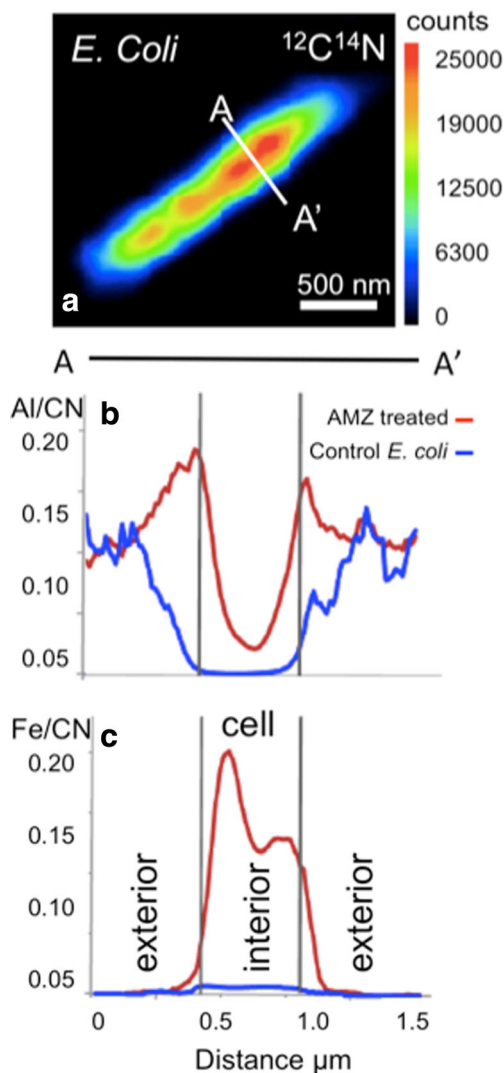 counts
E. Coli
¹²C¹⁴N
25000
19000
12500
6300
0
A
A'
500 nm
a
A
A'
Al/CN
b
AMZ treated
Control E. coli
0.20
0.15
0.10
0.05
Fe/CN
c
cell
0.20
0.15
0.10
0.05
exterior
interior
exterior
0
0.5
1.0
1.5
Distance µm